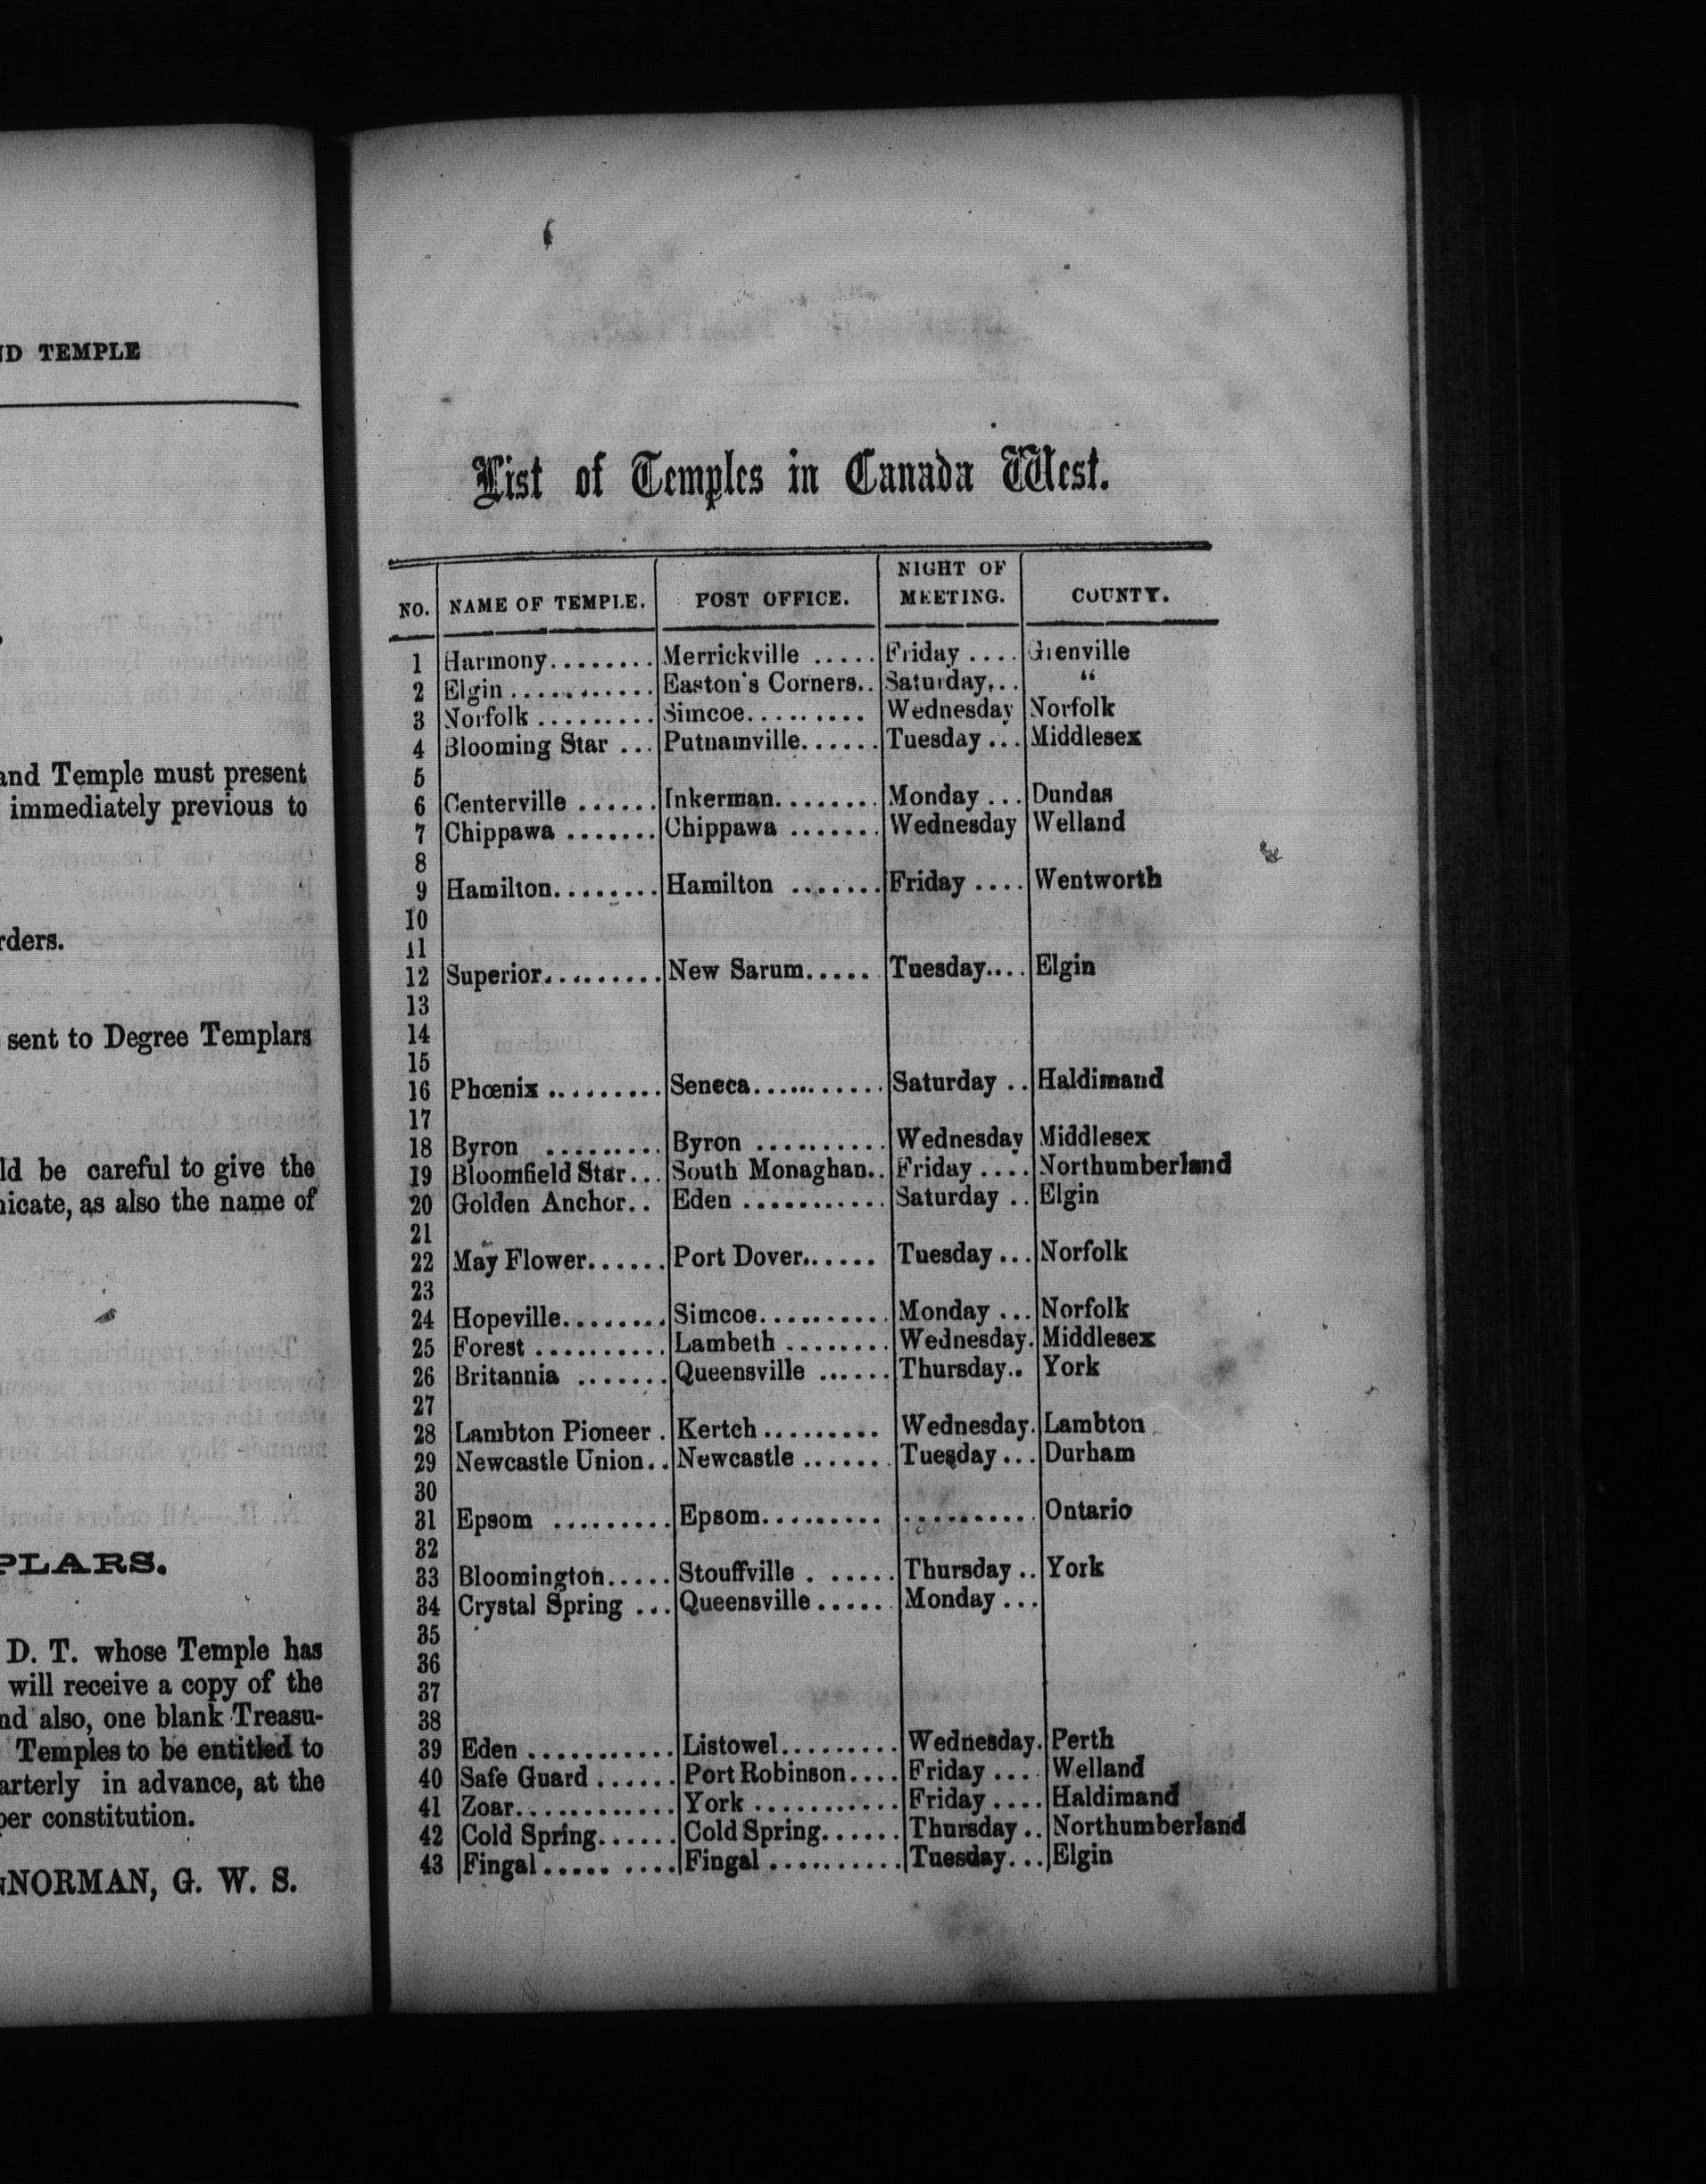 ND TEMPLE
and Temple must present
immediately previous to
rders.
sent to Degree Templars
ld be careful to give the
nicate, as also the name of
PLARS.
D. T. whose Temple has
will receive a copy of the
nd also, one blank Treasu-
Temples to be entitled to
arterly in advance, at the
per constitution.
NORMAN, G. W. S.
List of Temples in Canada West.
NO. NAME OF TEMPLE. POST OFFICE. NIGHT OF MEETING. COUNTY.
1 Harmony........ Merrickville ..... Friday .... Grenville
2 Elgin ........... Easton's Corners.. Saturday... "
3 Norfolk ......... Simcoe......... Wednesday Norfolk
4 Blooming Star ... Putnamville...... Tuesday ... Middlesex
5
6 Centerville ...... Inkerman........ Monday ... Dundas
7 Chippawa ....... Chippawa ....... Wednesday Welland
8
9 Hamilton........ Hamilton ....... Friday .... Wentworth
10
11
12 Superior......... New Sarum..... Tuesday.... Elgin
13
14
15
16 Phœnix ......... Seneca........... Saturday .. Haldimand
17
18 Byron ......... Byron .......... Wednesday Middlesex
19 Bloomfield Star... South Monaghan.. Friday .... Northumberland
20 Golden Anchor.. Eden ........... Saturday .. Elgin
21
22 May Flower...... Port Dover...... Tuesday ... Norfolk
23
24 Hopeville........ Simcoe.......... Monday ... Norfolk
25 Forest .......... Lambeth ........ Wednesday. Middlesex
26 Britannia ....... Queensville ...... Thursday.. York
27
28 Lambton Pioneer . Kertch ......... Wednesday. Lambton
29 Newcastle Union.. Newcastle ....... Tuesday ... Durham
30
31 Epsom ......... Epsom......... .......... Ontario
32
33 Bloomington..... Stouffville . ...... Thursday .. York
34 Crystal Spring ... Queensville ..... Monday ...
35
36
37
38
39 Eden ........... Listowel......... Wednesday. Perth
40 Safe Guard ...... Port Robinson.... Friday .... Welland
41 Zoar............ York ........... Friday .... Haldimand
42 Cold Spring...... Cold Spring...... Thursday .. Northumberland
43 Fingal ..... .... Fingal .......... Tuesday... Elgin